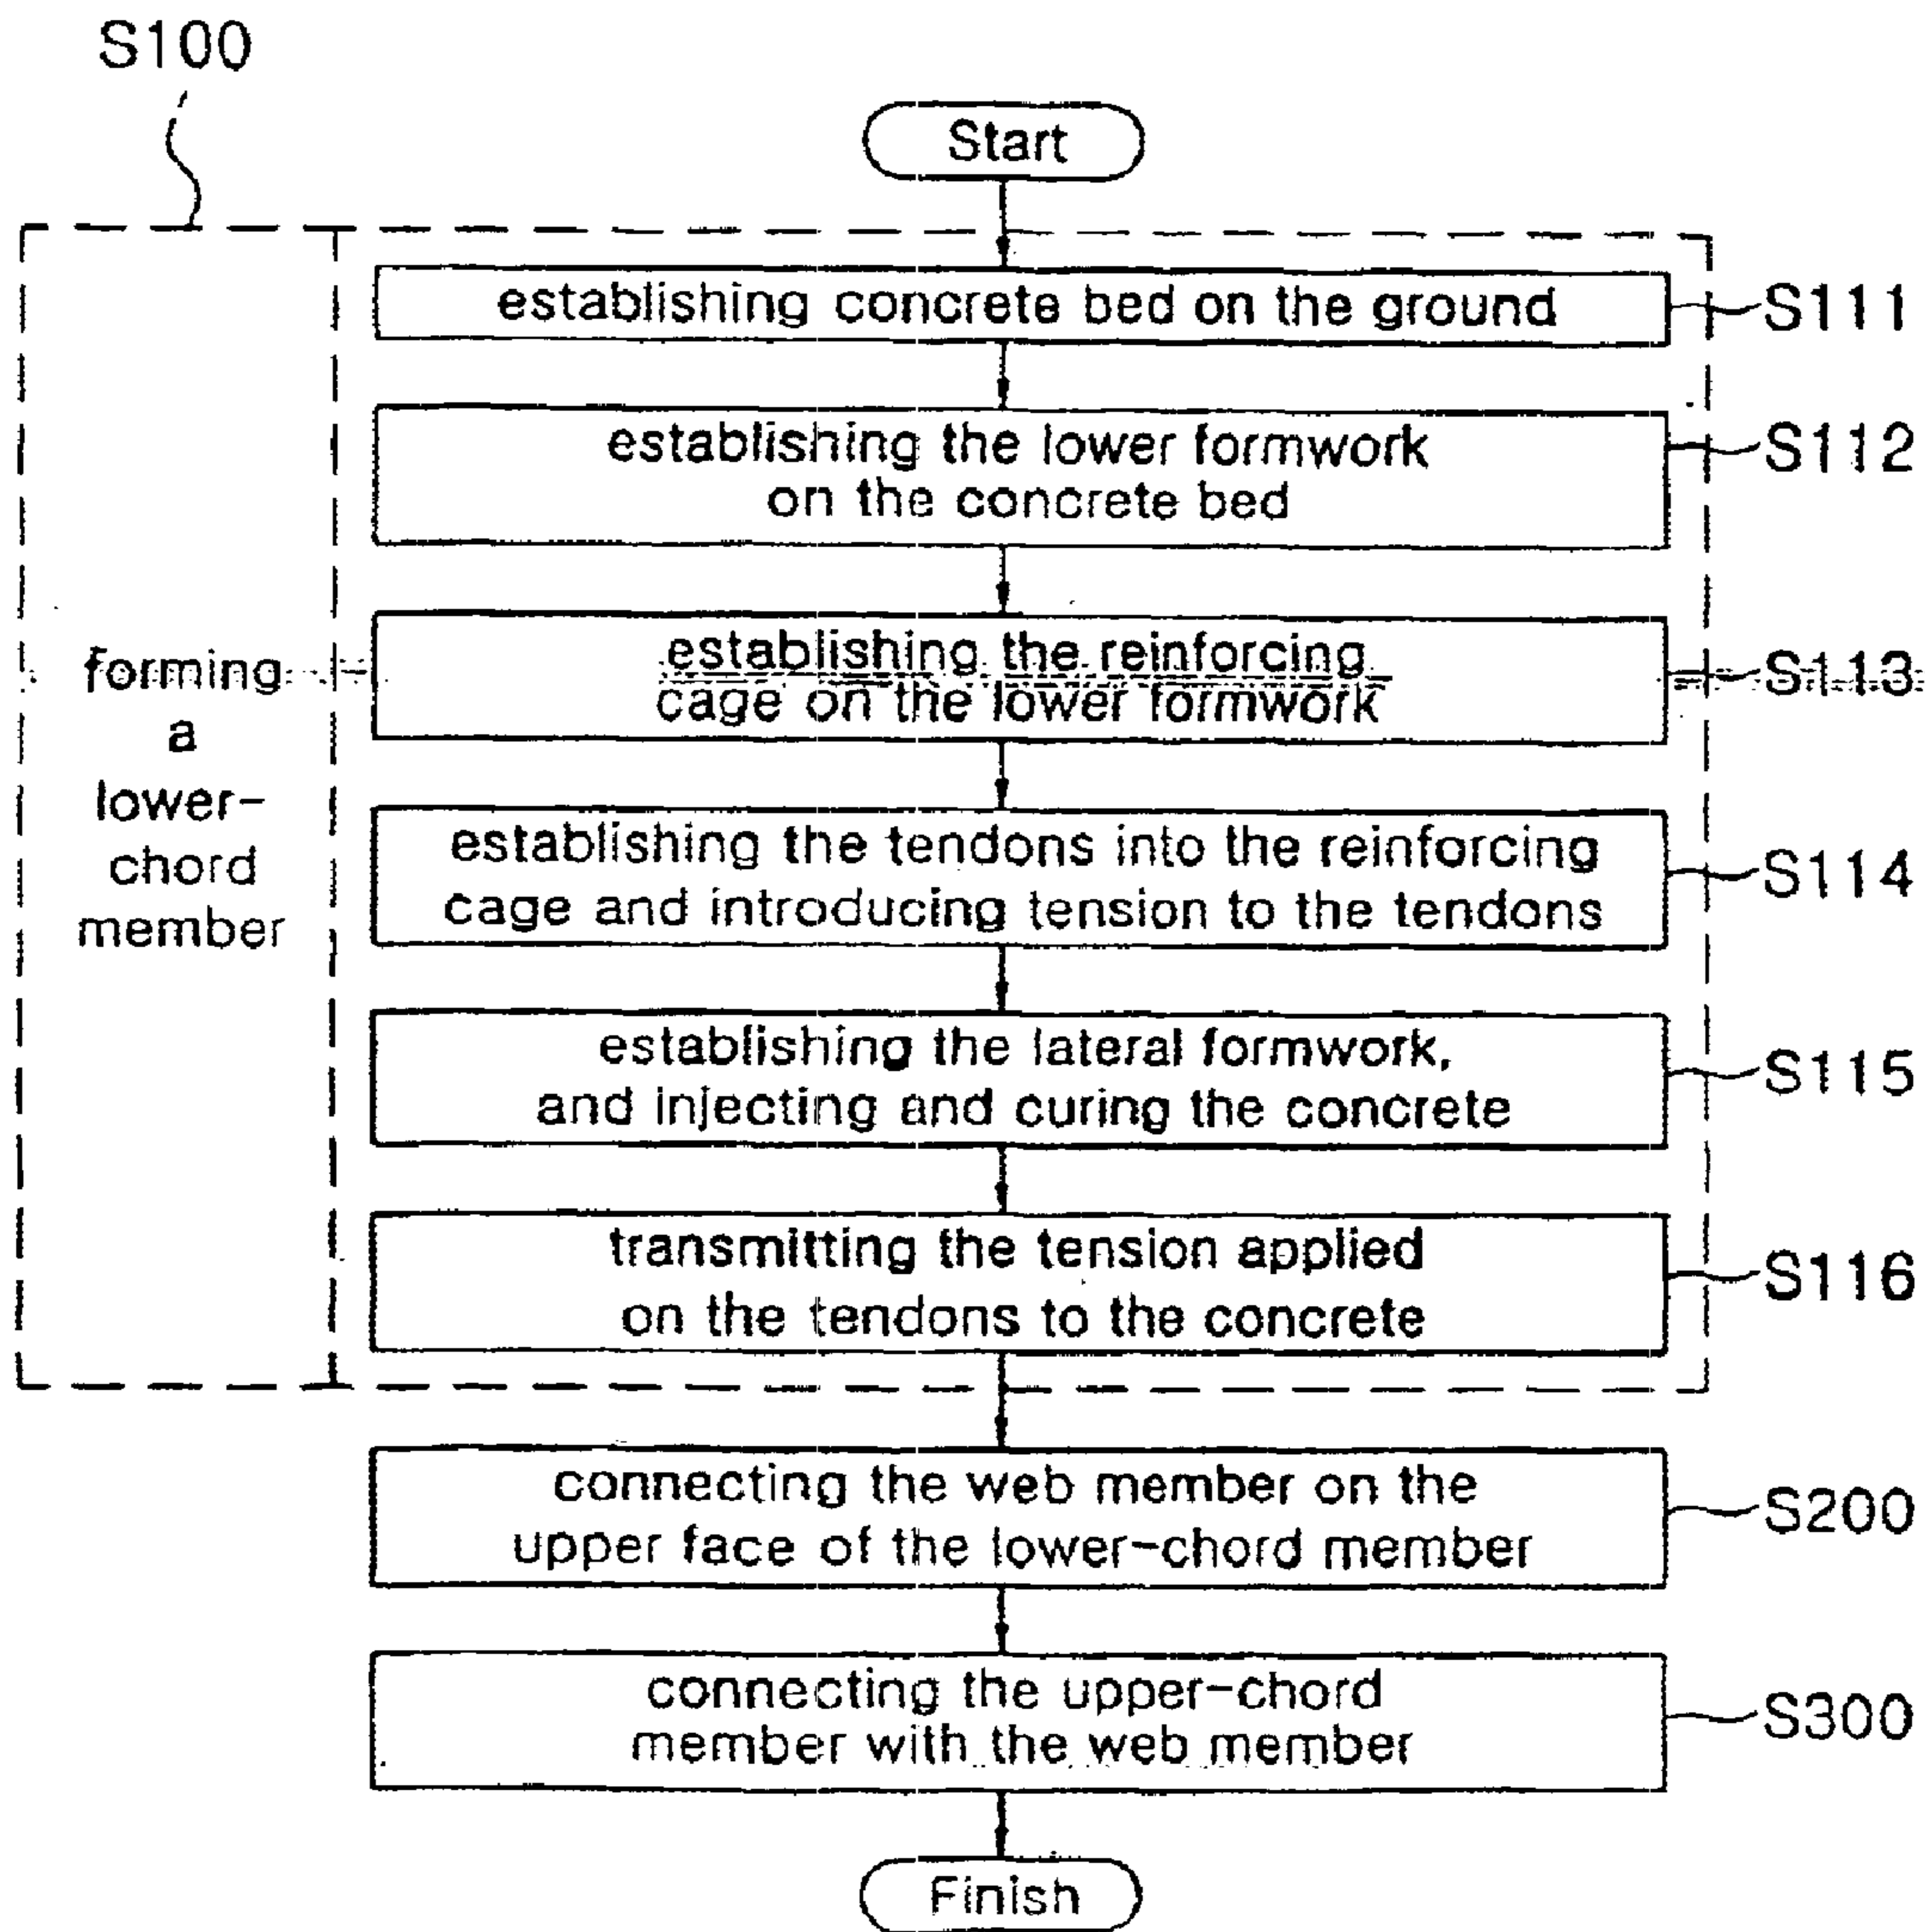 S100
Start
establishing concrete bed on the ground
S111
establishing the lower formwork
on the concrete bed
S112
forming
a
lower-
chord
member
establishing the reinforcing
cage on the lower formwork
S113
establishing the tendons into the reinforcing
cage and introducing tension to the tendons
S114
establishing the lateral formwork,
and injecting and curing the concrete
S115
transmitting the tension applied
on the tendons to the concrete
S116
connecting the web member on the
upper face of the lower-chord member
S200
connecting the upper-chord
member with the web member
S300
Finish